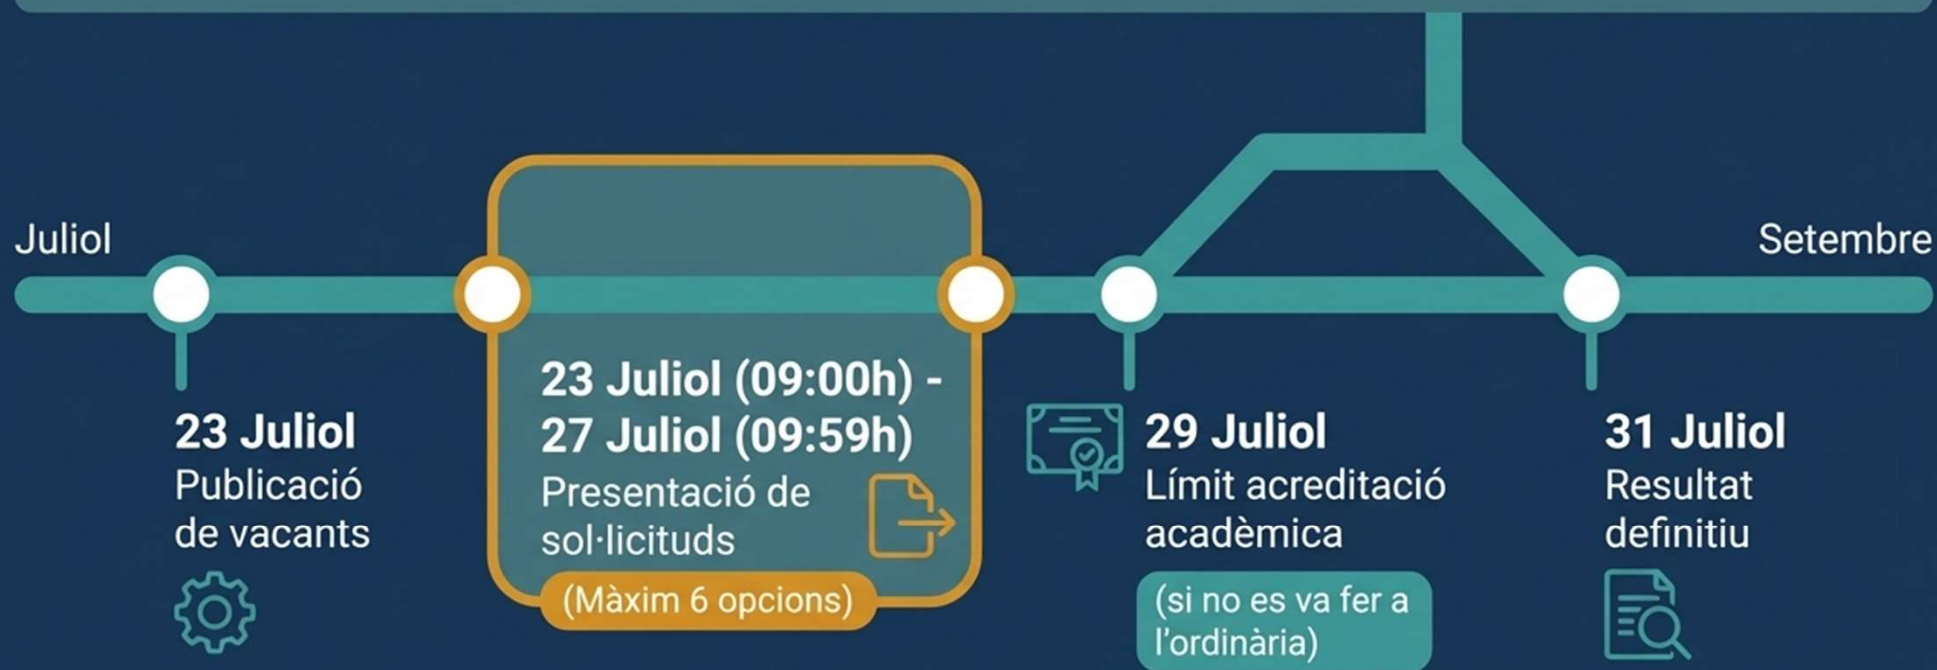 Juliol
Setembre
23 Juliol
Publicació
de vacants
23 Juliol (09:00h) -
27 Juliol (09:59h)
Presentació de
sol·licituds
(Màxim 6 opcions)
29 Juliol
Límit acreditació
acadèmica
(si no es va fer a
l'ordinària)
31 Juliol
Resultat
definitiu